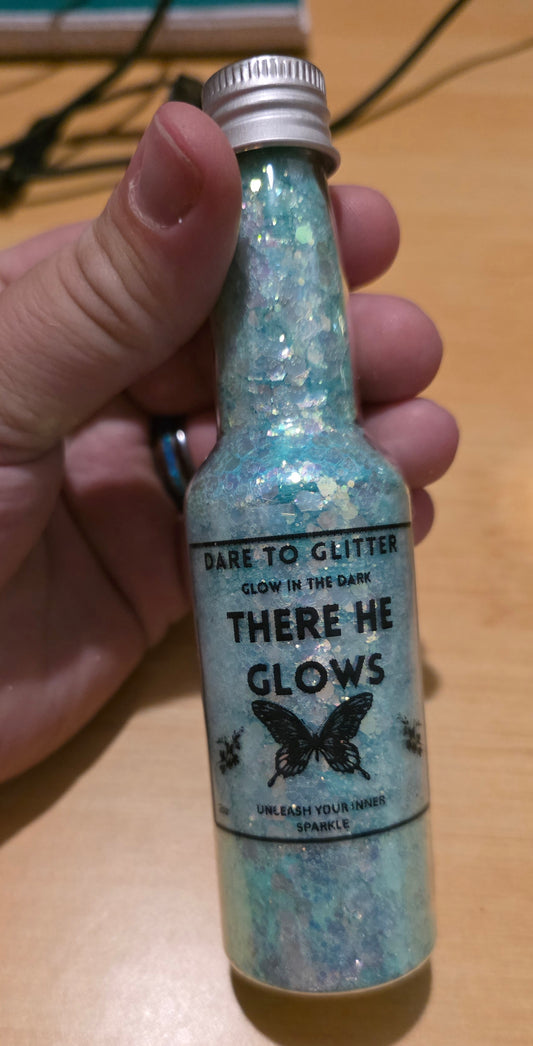 DARE TO GLITTER
GLOW IN THE DARK
THERE HE
GLOWS
UNLEASH YOUR INNER
SPARKLE